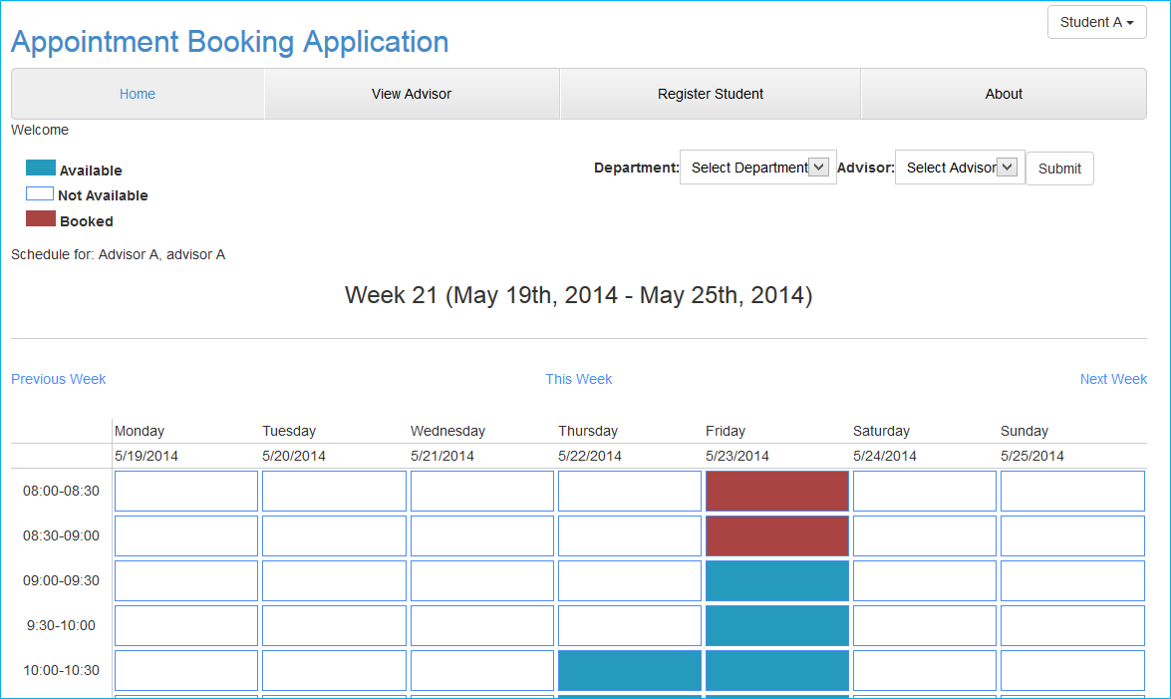 Student A
Appointment Booking Application
Home View Advisor Register Student About
Welcome
Available
Department: Select Department Advisor: Select Advisor Submit
Not Available
Booked
Schedule for: Advisor A, advisor A
Week 21 (May 19th, 2014 - May 25th, 2014)
Previous Week This Week Next Week
Monday Tuesday Wednesday Thursday Friday Saturday Sunday
5/19/2014 5/20/2014 5/21/2014 5/22/2014 5/23/2014 5/24/2014 5/25/2014
08:00-08:30
08:30-09:00
09:00-09:30
9:30-10:00
10:00-10:30